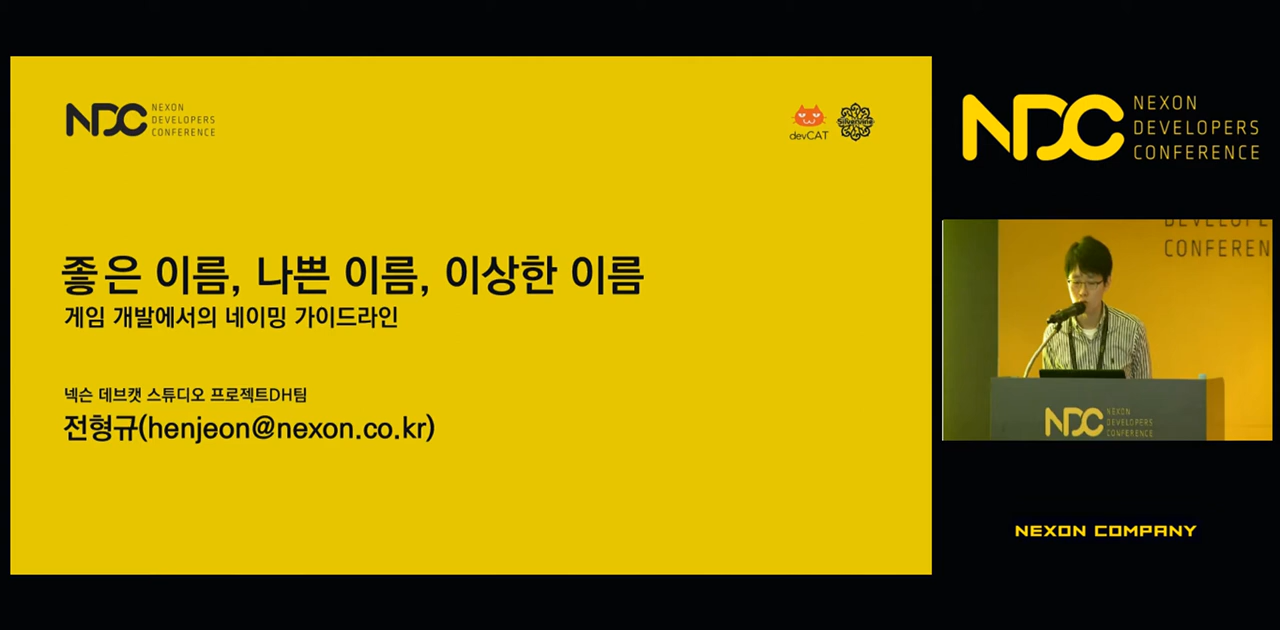 NDC NEXON
DEVELOPERS
CONFERENCE
devCAT
Silvervine
좋은 이름, 나쁜 이름, 이상한 이름
게임 개발에서의 네이밍 가이드라인
넥슨 데브캣 스튜디오 프로젝트DH팀
전형규(henjeon@nexon.co.kr)
NDC NEXON
DEVELOPERS
CONFERENCE
CONFEREN
NDC NEXON
DEVELOPERS
CONFERENCE
NEXON COMPANY